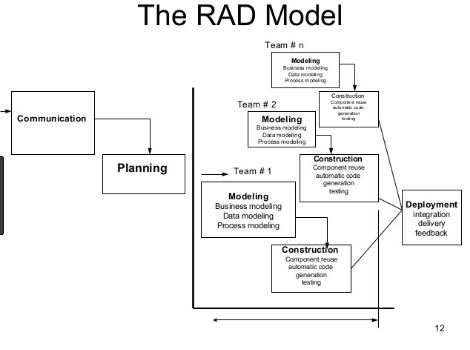 The RAD Model
Communication
Planning
Team # n
Modeling
Business modeling
Data modeling
Process modeling
Construction
Component reuse
automatic code
generation
testing
Team # 2
Modeling
Business modeling
Data modeling
Process modeling
Construction
Component reuse
automatic code
generation
testing
Team # 1
Modeling
Business modeling
Data modeling
Process modeling
Construction
Component reuse
automatic code
generation
testing
Deployment
integration
delivery
feedback
12